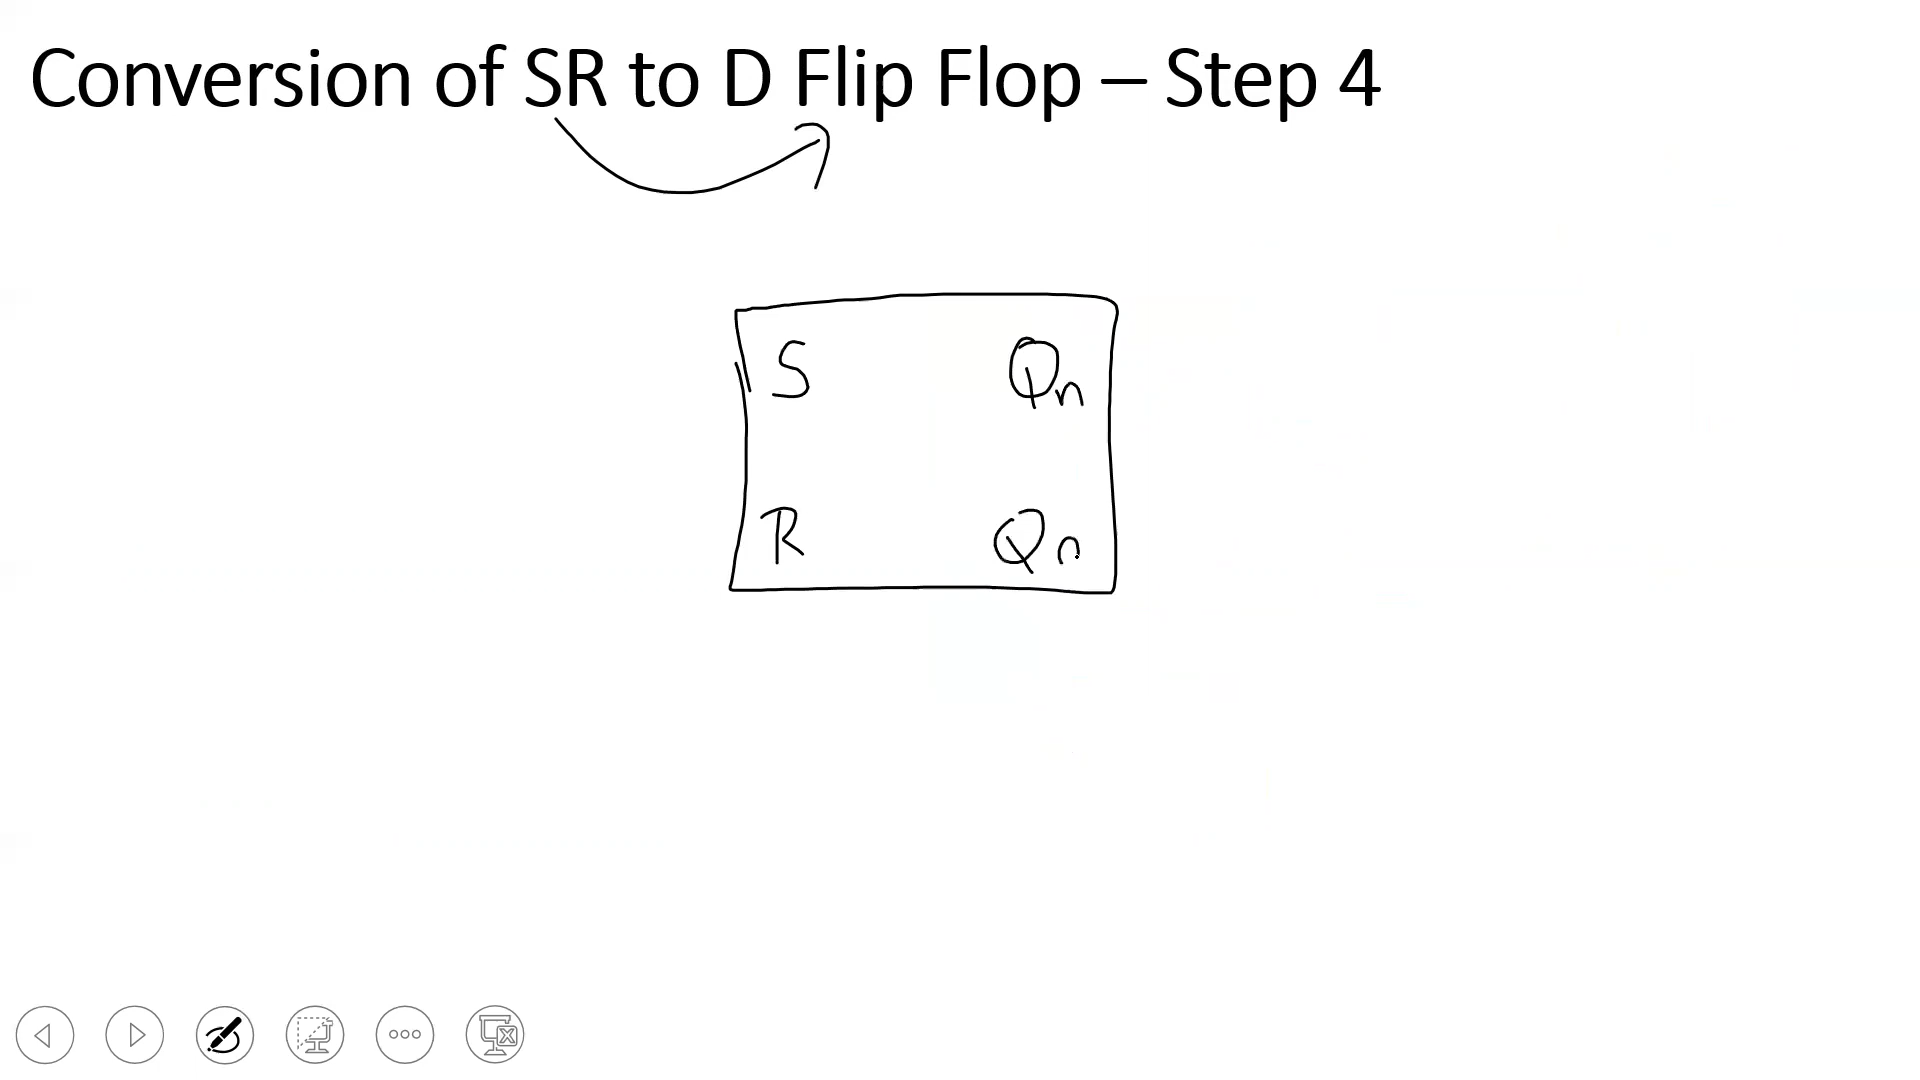 Conversion of SR to D Flip Flop – Step 4
S Qn
R Qn